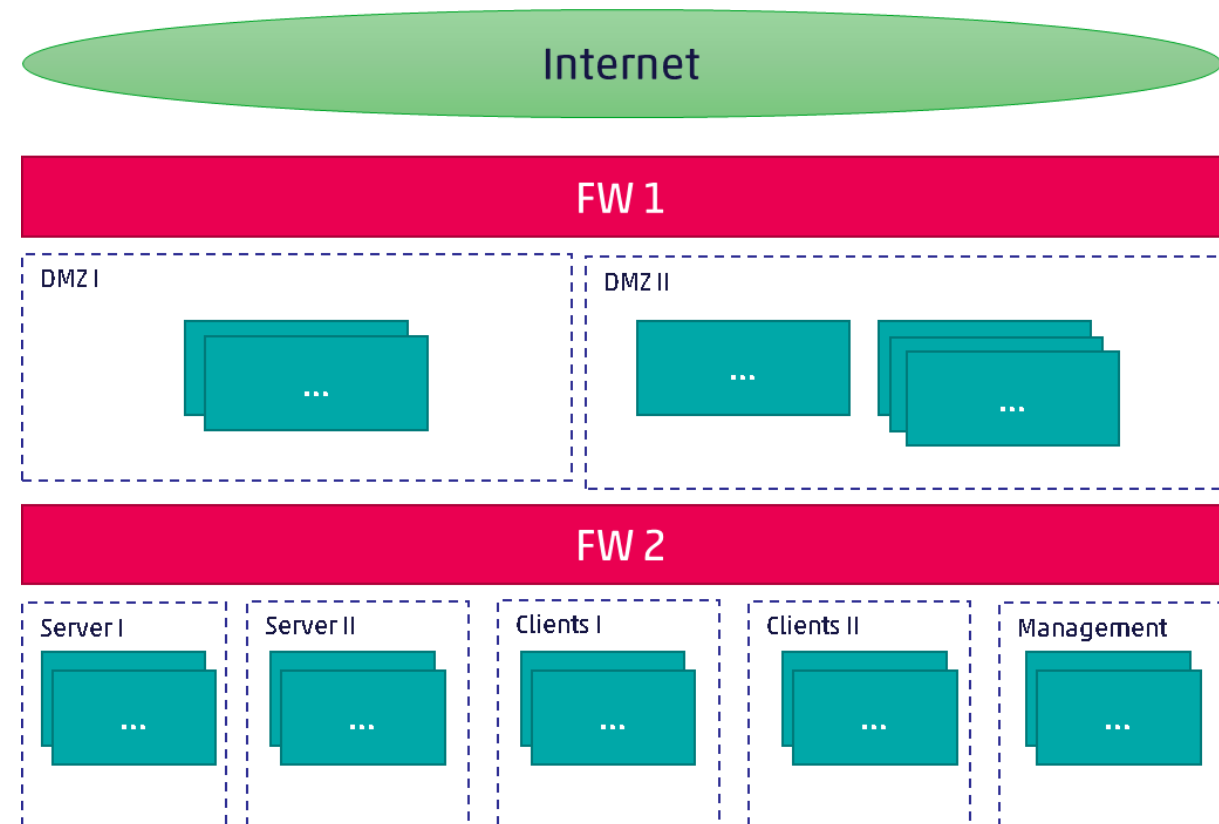 Internet
FW 1
DMZ I
DMZ II
...
...
...
FW 2
Server I
Server II
Clients I
Clients II
Management
...
...
...
...
...